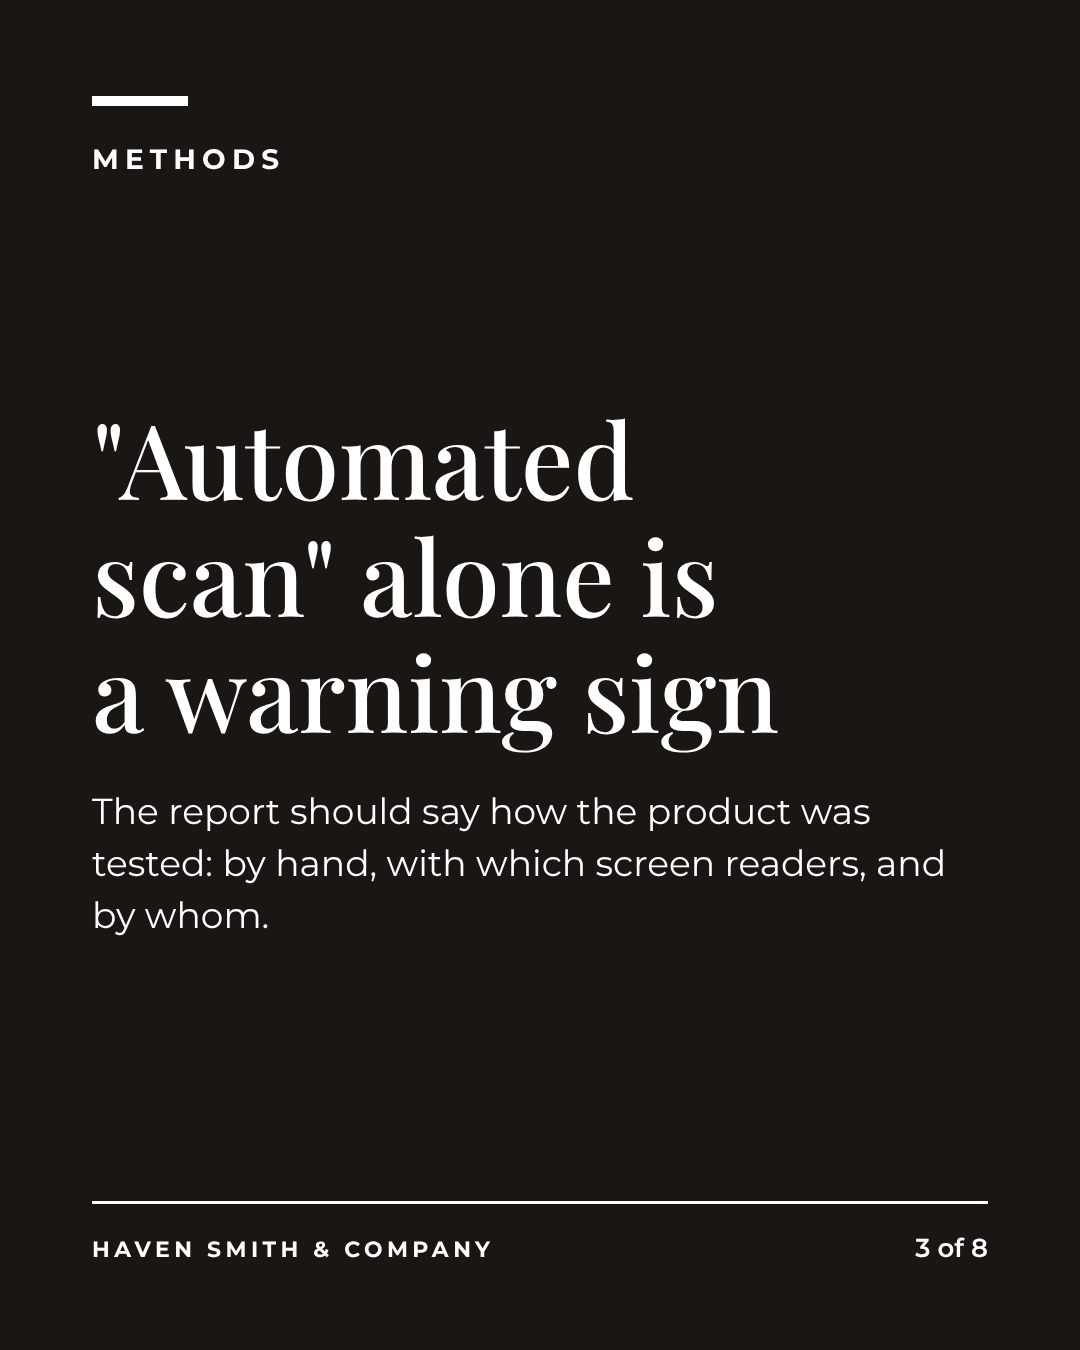 METHODS
"Automated
scan" alone is
a warning sign
The report should say how the product was
tested: by hand, with which screen readers, and
by whom.
HAVEN SMITH & COMPANY
3 of 8